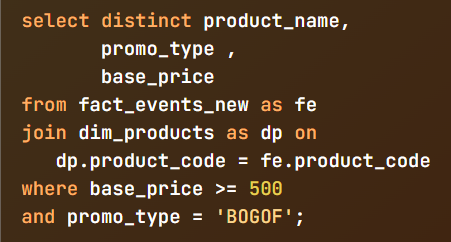 select distinct product_name,
promo_type ,
base_price
from fact_events_new as fe
join dim_products as dp on
dp.product_code = fe.product_code
where base_price >= 500
and promo_type = 'BOGOF';